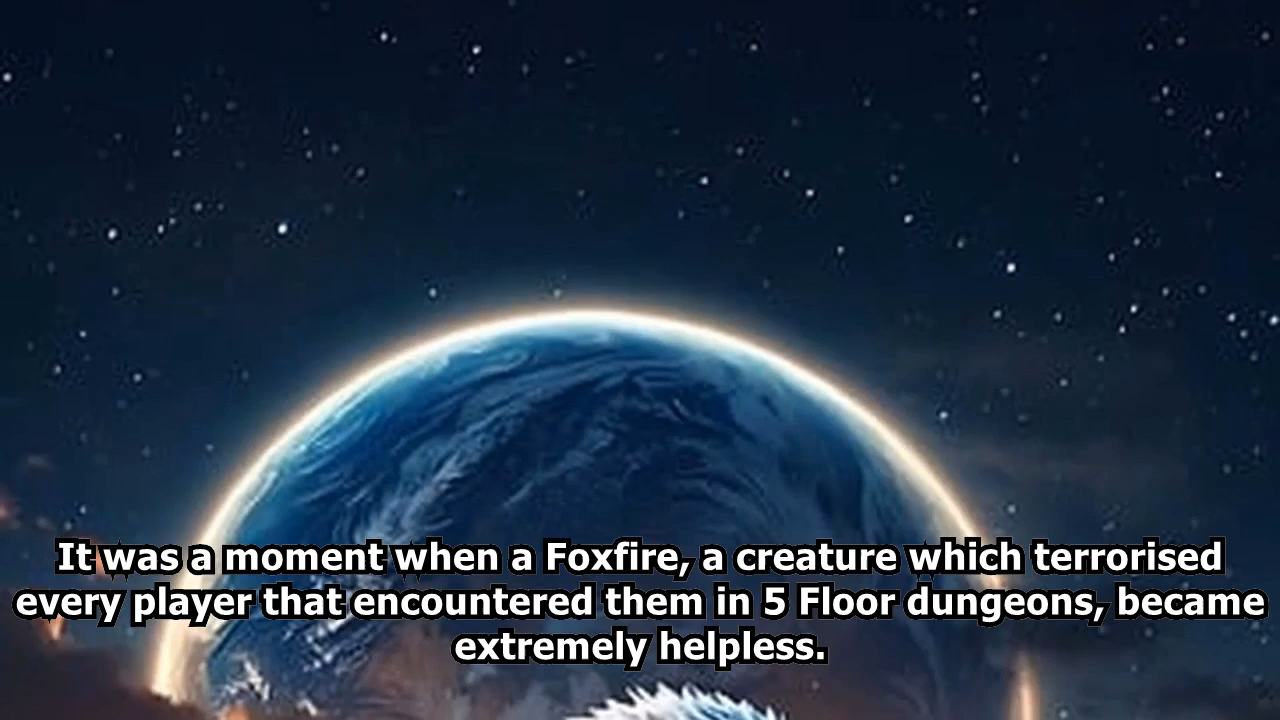 It was a moment when a Foxfire, a creature which terrorised
every player that encountered them in 5 Floor dungeons, became
extremely helpless.